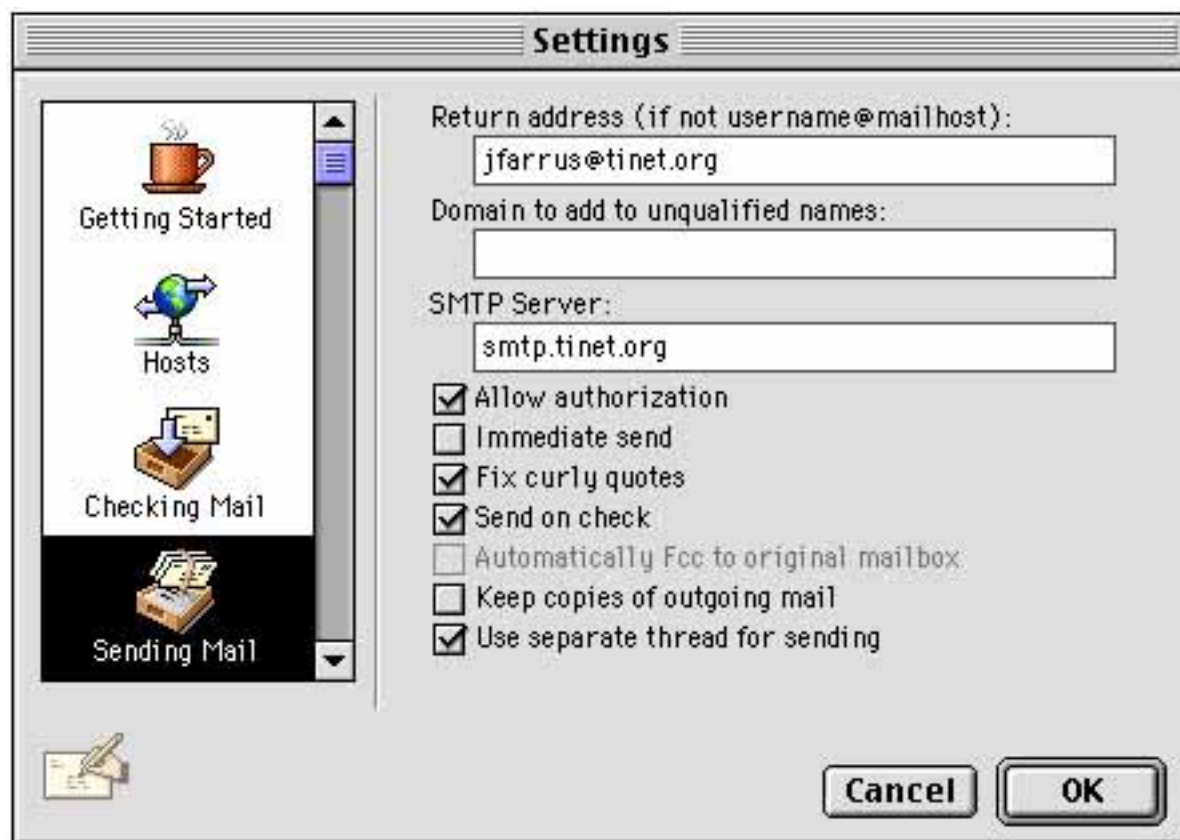 Settings
Getting Started
Hosts
Checking Mail
Sending Mail
Return address (if not username@mailhost):
jfarrus@tinet.org
Domain to add to unqualified names:
SMTP Server:
smtp.tinet.org
Allow authorization
Immediate send
Fix curly quotes
Send on check
Automatically Fcc to original mailbox
Keep copies of outgoing mail
Use separate thread for sending
Cancel
OK